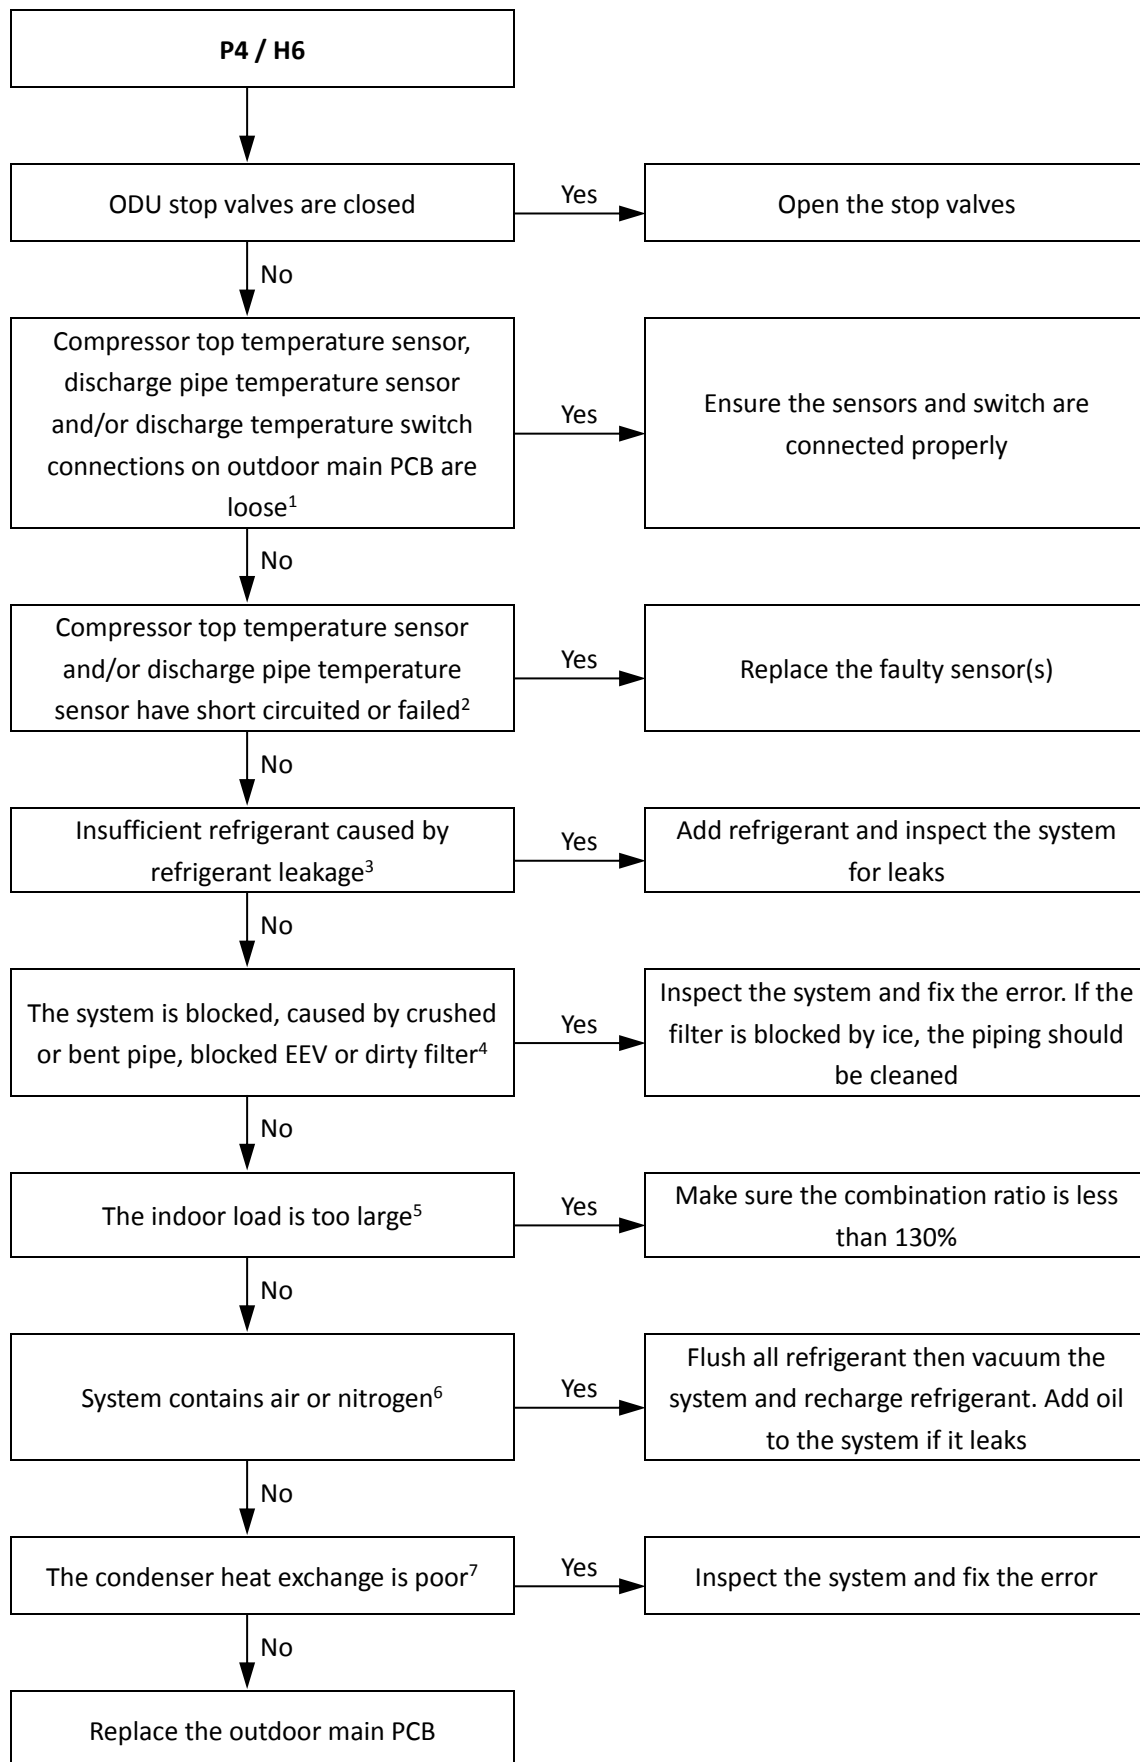 P4 / H6
ODU stop valves are closed
Yes
Open the stop valves
No
Compressor top temperature sensor,
discharge pipe temperature sensor
and/or discharge temperature switch
connections on outdoor main PCB are
loose¹
Yes
Ensure the sensors and switch are
connected properly
No
Compressor top temperature sensor
and/or discharge pipe temperature
sensor have short circuited or failed²
Yes
Replace the faulty sensor(s)
No
Insufficient refrigerant caused by
refrigerant leakage³
Yes
Add refrigerant and inspect the system
for leaks
No
The system is blocked, caused by crushed
or bent pipe, blocked EEV or dirty filter⁴
Yes
Inspect the system and fix the error. If the
filter is blocked by ice, the piping should
be cleaned
No
The indoor load is too large⁵
Yes
Make sure the combination ratio is less
than 130%
No
System contains air or nitrogen⁶
Yes
Flush all refrigerant then vacuum the
system and recharge refrigerant. Add oil
to the system if it leaks
No
The condenser heat exchange is poor⁷
Yes
Inspect the system and fix the error
No
Replace the outdoor main PCB